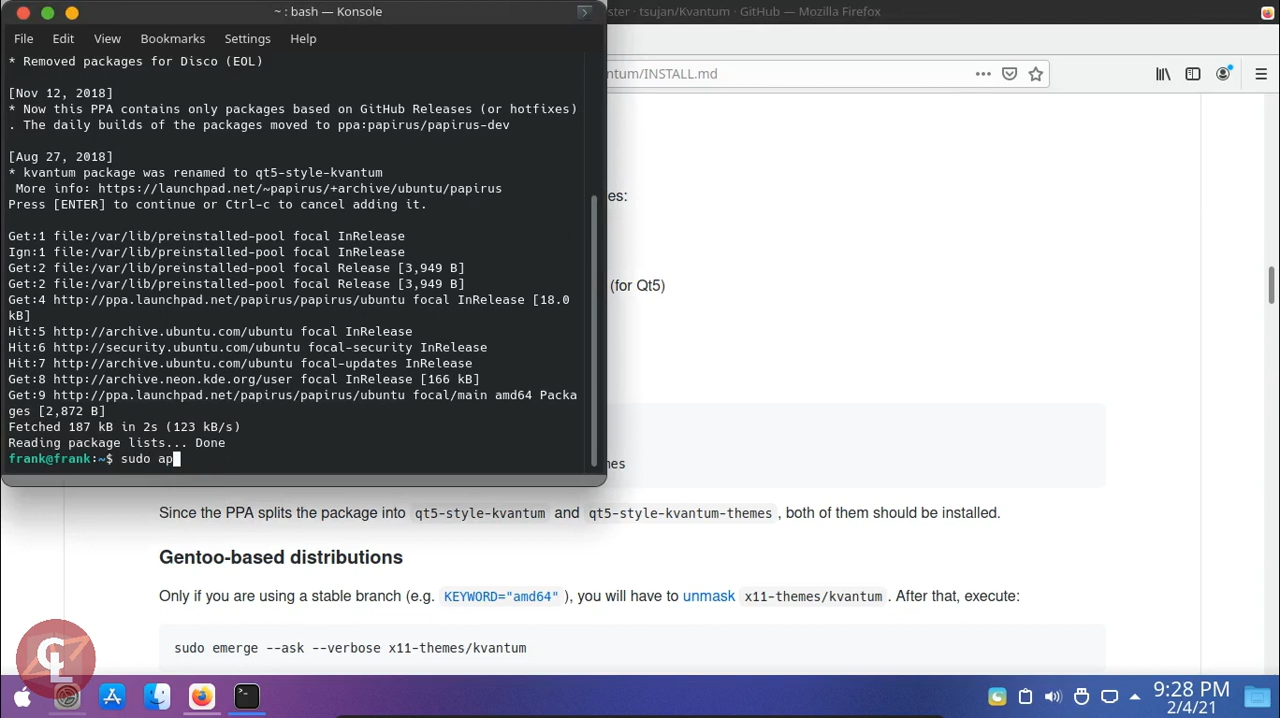 ~ : bash — Konsole
ster · tsujan/Kvantum · GitHub — Mozilla Firefox
File Edit View Bookmarks Settings Help
* Removed packages for Disco (EOL)
ntum/INSTALL.md
[Nov 12, 2018]
* Now this PPA contains only packages based on GitHub Releases (or hotfixes)
. The daily builds of the packages moved to ppa:papirus/papirus-dev
[Aug 27, 2018]
* kvantum package was renamed to qt5-style-kvantum
More info: https://launchpad.net/~papirus/+archive/ubuntu/papirus
Press [ENTER] to continue or Ctrl-c to cancel adding it.
es:
Get:1 file:/var/lib/preinstalled-pool focal InRelease
Ign:1 file:/var/lib/preinstalled-pool focal InRelease
Get:2 file:/var/lib/preinstalled-pool focal Release [3,949 B]
Get:2 file:/var/lib/preinstalled-pool focal Release [3,949 B]
(for Qt5)
Get:4 http://ppa.launchpad.net/papirus/papirus/ubuntu focal InRelease [18.0
kB]
Hit:5 http://archive.ubuntu.com/ubuntu focal InRelease
Hit:6 http://security.ubuntu.com/ubuntu focal-security InRelease
Hit:7 http://archive.ubuntu.com/ubuntu focal-updates InRelease
Get:8 http://archive.neon.kde.org/user focal InRelease [166 kB]
Get:9 http://ppa.launchpad.net/papirus/papirus/ubuntu focal/main amd64 Packa
ges [2,872 B]
Fetched 187 kB in 2s (123 kB/s)
Reading package lists... Done
frank@frank:~$ sudo ap
mes
Since the PPA splits the package into qt5-style-kvantum and qt5-style-kvantum-themes , both of them should be installed.
Gentoo-based distributions
Only if you are using a stable branch (e.g. KEYWORD="amd64" ), you will have to unmask x11-themes/kvantum . After that, execute:
sudo emerge --ask --verbose x11-themes/kvantum
9:28 PM
2/4/21